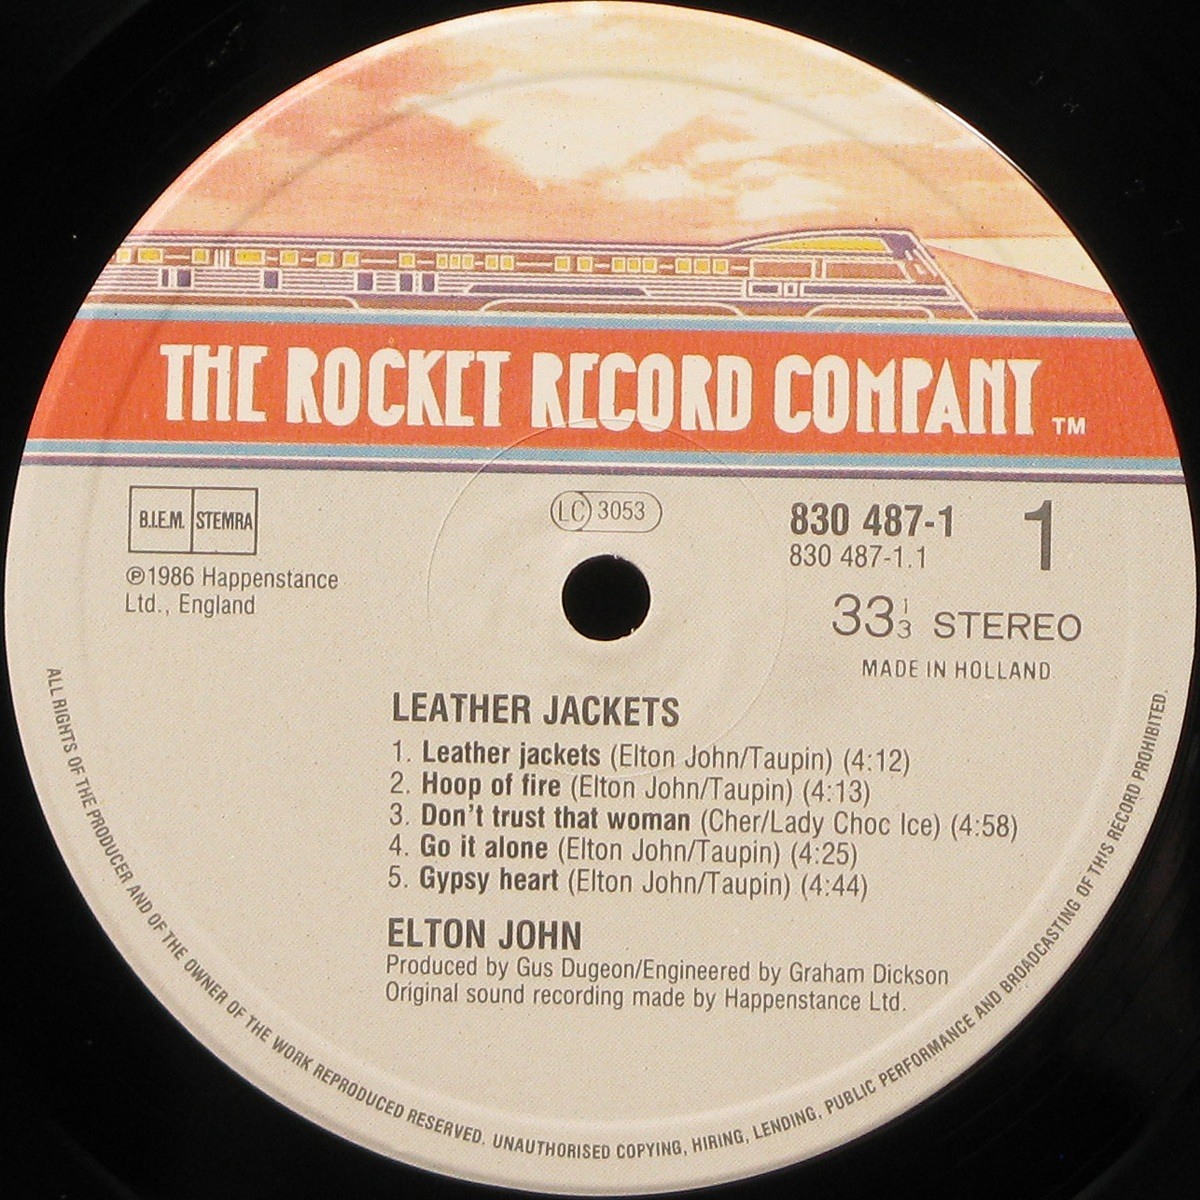 THE ROCKET RECORD COMPANY ™
B.I.E.M. STEMRA
LC 3053
830 487-1
830 487-1.1
1
℗1986 Happenstance
Ltd., England
33 1/3 STEREO
MADE IN HOLLAND
LEATHER JACKETS
1. Leather jackets (Elton John/Taupin) (4:12)
2. Hoop of fire (Elton John/Taupin) (4:13)
3. Don't trust that woman (Cher/Lady Choc Ice) (4:58)
4. Go it alone (Elton John/Taupin) (4:25)
5. Gypsy heart (Elton John/Taupin) (4:44)
ELTON JOHN
Produced by Gus Dugeon/Engineered by Graham Dickson
Original sound recording made by Happenstance Ltd.
ALL RIGHTS OF THE PRODUCER AND OF THE OWNER OF THE WORK REPRODUCED RESERVED. UNAUTHORISED COPYING, HIRING, LENDING, PUBLIC PERFORMANCE AND BROADCASTING OF THIS RECORD PROHIBITED.